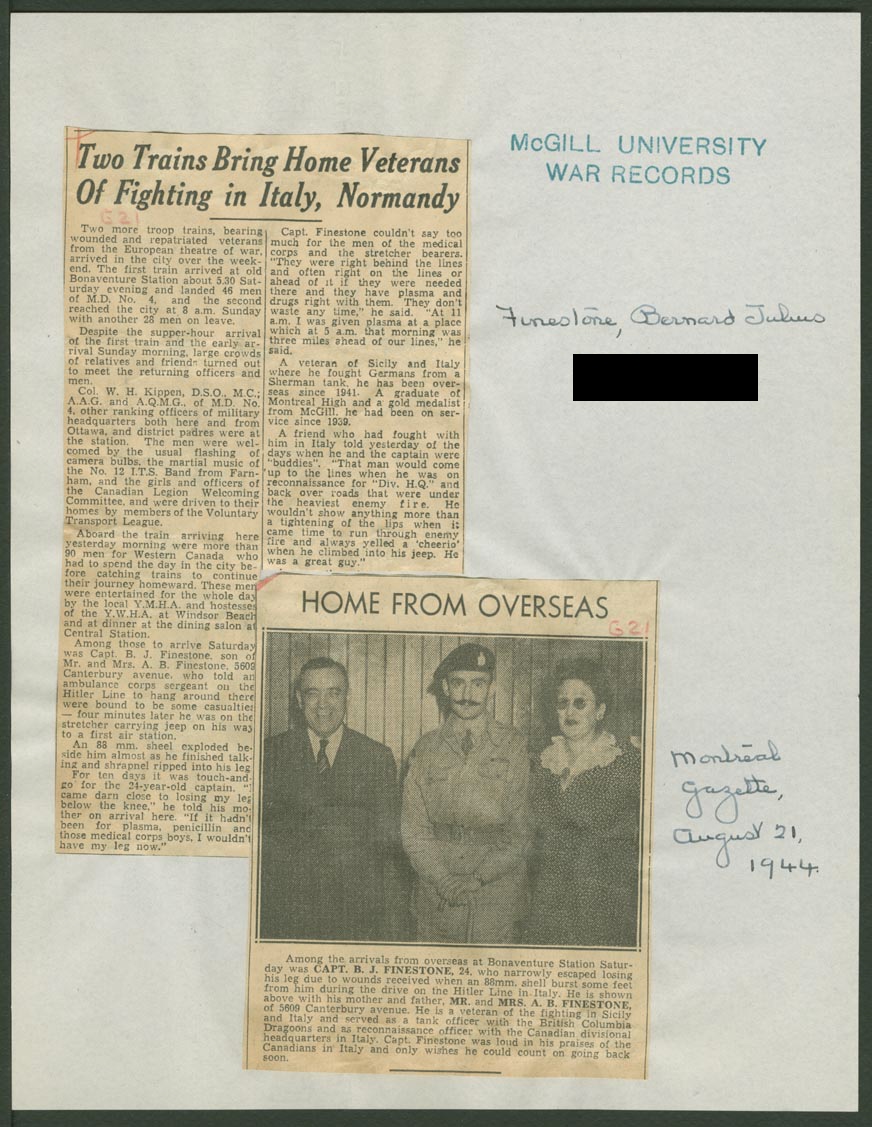 McGILL UNIVERSITY
WAR RECORDS
Finestone, Bernard Julius
Two Trains Bring Home Veterans
Of Fighting in Italy, Normandy
G21
Two more troop trains, bearing
wounded and repatriated veterans
from the European theatre of war,
arrived in the city over the week-
end. The first train arrived at old
Bonaventure Station about 5.30 Sat-
urday evening and landed 46 men
of M.D. No. 4, and the second
reached the city at 8 a.m. Sunday
with another 28 men on leave.
Despite the supper-hour arrival
of the first train and the early ar-
rival Sunday morning, large crowds
of relatives and friends turned out
to meet the returning officers and
men.
Col. W. H. Kippen, D.S.O., M.C.;
A.A.G. and A.Q.M.G., of M.D. No.
4, other ranking officers of military
headquarters both here and from
Ottawa, and district padres were at
the station. The men were wel-
comed by the usual flashing of
camera bulbs, the martial music of
the No. 12 I.T.S. Band from Farn-
ham, and the girls and officers of
the Canadian Legion Welcoming
Committee, and were driven to their
homes by members of the Voluntary
Transport League.
Aboard the train arriving here
yesterday morning were more than
90 men for Western Canada who
had to spend the day in the city be-
fore catching trains to continue
their journey homeward. These men
were entertained for the whole day
by the local Y.M.H.A. and hostesses
of the Y.W.H.A. at Windsor Beach
and at dinner at the dining salon at
Central Station.
Among those to arrive Saturday
was Capt. B. J. Finestone, son of
Mr. and Mrs. A. B. Finestone, 5609
Canterbury avenue, who told an
ambulance corps sergeant on the
Hitler Line to hang around there
were bound to be some casualties
— four minutes later he was on the
stretcher carrying jeep on his way
to a first air station.
An 88 mm. sheel exploded be-
side him almost as he finished talk-
ing and shrapnel ripped into his leg
For ten days it was touch-and-
go for the 24-year-old captain. "I
came darn close to losing my leg
below the knee," he told his mo-
ther on arrival here. "If it hadn't
been for plasma, penicillin and
those medical corps boys, I wouldn't
have my leg now."
Capt. Finestone couldn't say too
much for the men of the medical
corps and the stretcher bearers.
"They were right behind the lines
and often right on the lines or
ahead of it if they were needed
there and they have plasma and
drugs right with them. They don't
waste any time," he said. "At 11
a.m. I was given plasma at a place
which at 5 a.m. that morning was
three miles ahead of our lines," he
said.
A veteran of Sicily and Italy
where he fought Germans from a
Sherman tank, he has been over-
seas since 1941. A graduate of
Montreal High and a gold medalist
from McGill, he had been on ser-
vice since 1939.
A friend who had fought with
him in Italy told yesterday of the
days when he and the captain were
"buddies". "That man would come
up to the lines when he was on
reconnaissance for "Div. H.Q." and
back over roads that were under
the heaviest enemy fire. He
wouldn't show anything more than
a tightening of the lips when it
came time to run through enemy
fire and always yelled a 'cheerio'
when he climbed into his jeep. He
was a great guy."
HOME FROM OVERSEAS
G21
Among the arrivals from overseas at Bonaventure Station Satur-
day was CAPT. B. J. FINESTONE, 24, who narrowly escaped losing
his leg due to wounds received when an 88mm. shell burst some feet
from him during the drive on the Hitler Line in Italy. He is shown
above with his mother and father, MR. and MRS. A. B. FINESTONE,
of 5609 Canterbury avenue. He is a veteran of the fighting in Sicily
and Italy and served as a tank officer with the British Columbia
Dragoons and as reconnaissance officer with the Canadian divisional
headquarters in Italy. Capt. Finestone was loud in his praises of the
Canadians in Italy and only wishes he could count on going back
soon.
Montreal
Gazette,
August 21,
1944.